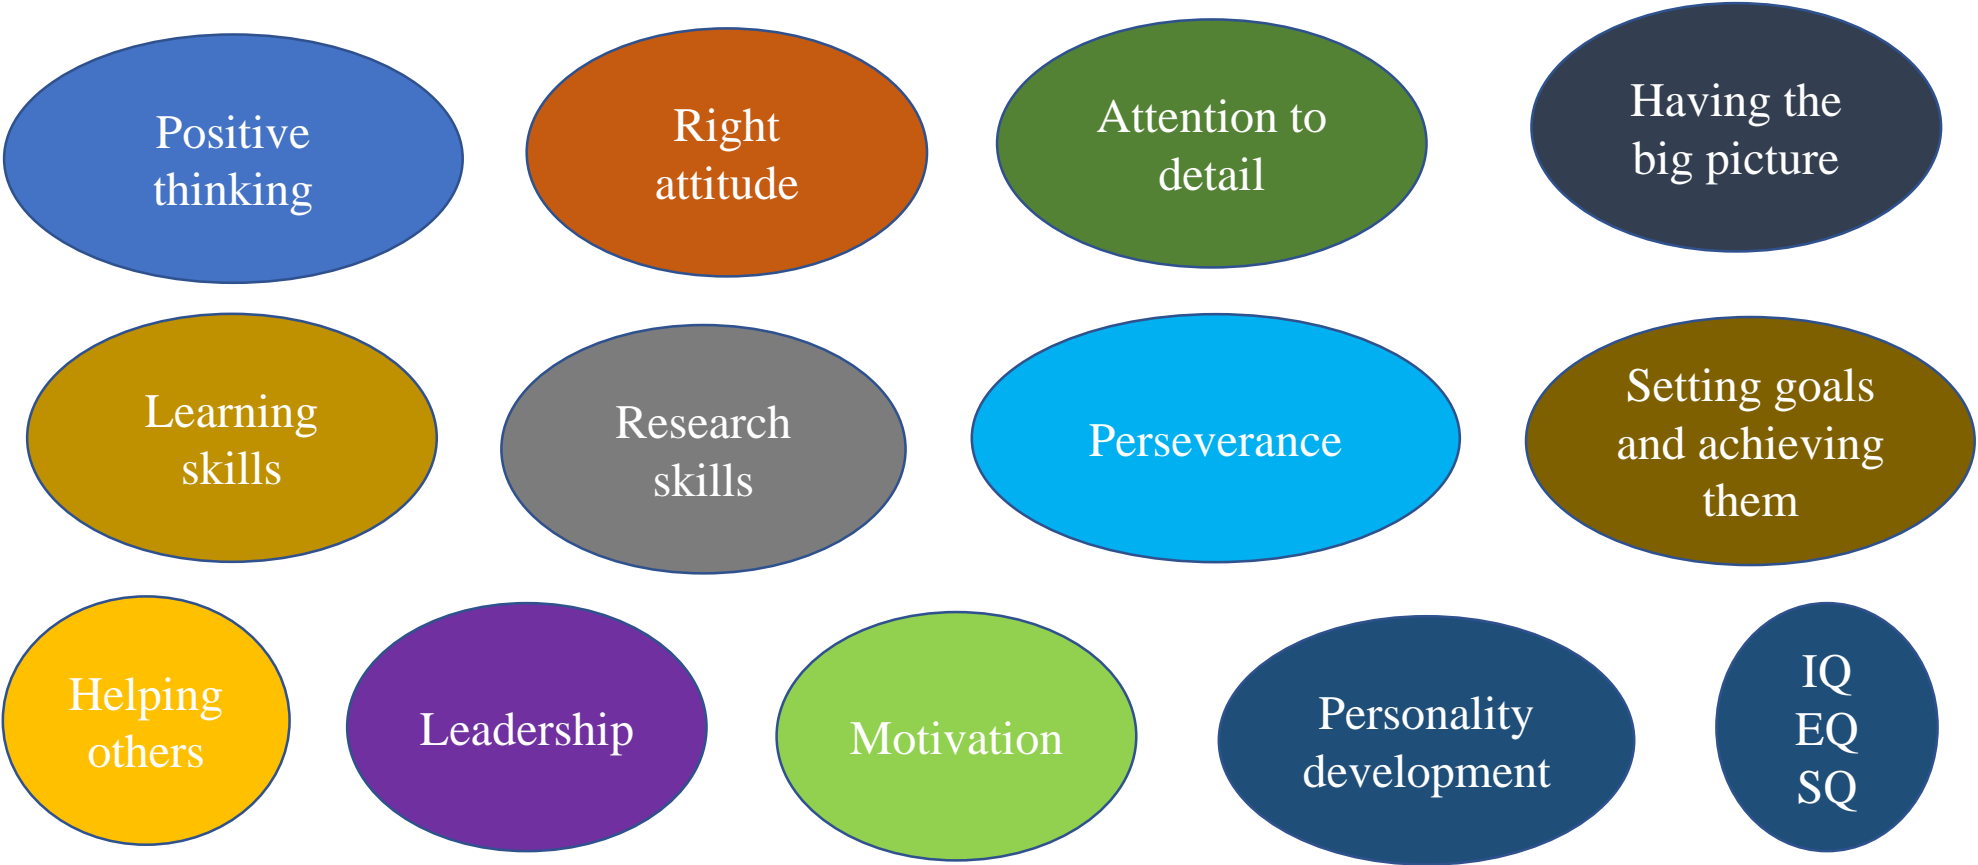 Positive
thinking
Right
attitude
Attention to
detail
Having the
big picture
Learning
skills
Research
skills
Perseverance
Setting goals
and achieving
them
Helping
others
Leadership
Motivation
Personality
development
IQ
EQ
SQ